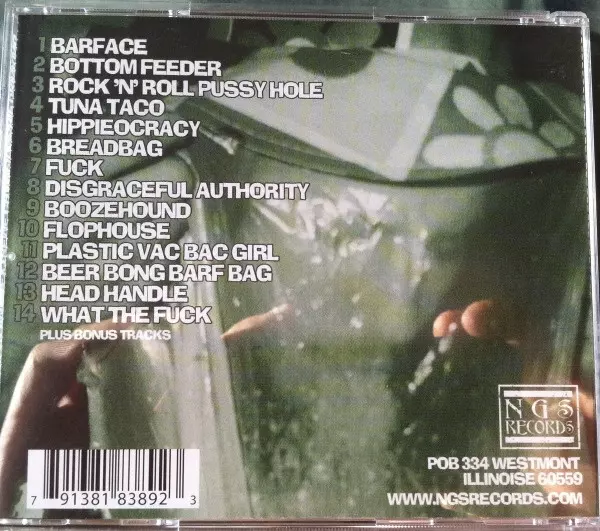 1 BARFACE
2 BOTTOM FEEDER
3 ROCK 'N' ROLL PUSSY HOLE
4 TUNA TACO
5 HIPPIEOCRACY
6 BREADBAG
7 FUCK
8 DISGRACEFUL AUTHORITY
9 BOOZEHOUND
10 FLOPHOUSE
11 PLASTIC VAC BAC GIRL
12 BEER BONG BARF BAG
13 HEAD HANDLE
14 WHAT THE FUCK
PLUS BONUS TRACKS
NGS
RECORDS
POB 334 WESTMONT
ILLINOISE 60559
WWW.NGSRECORDS.COM
7 91381 83892 3